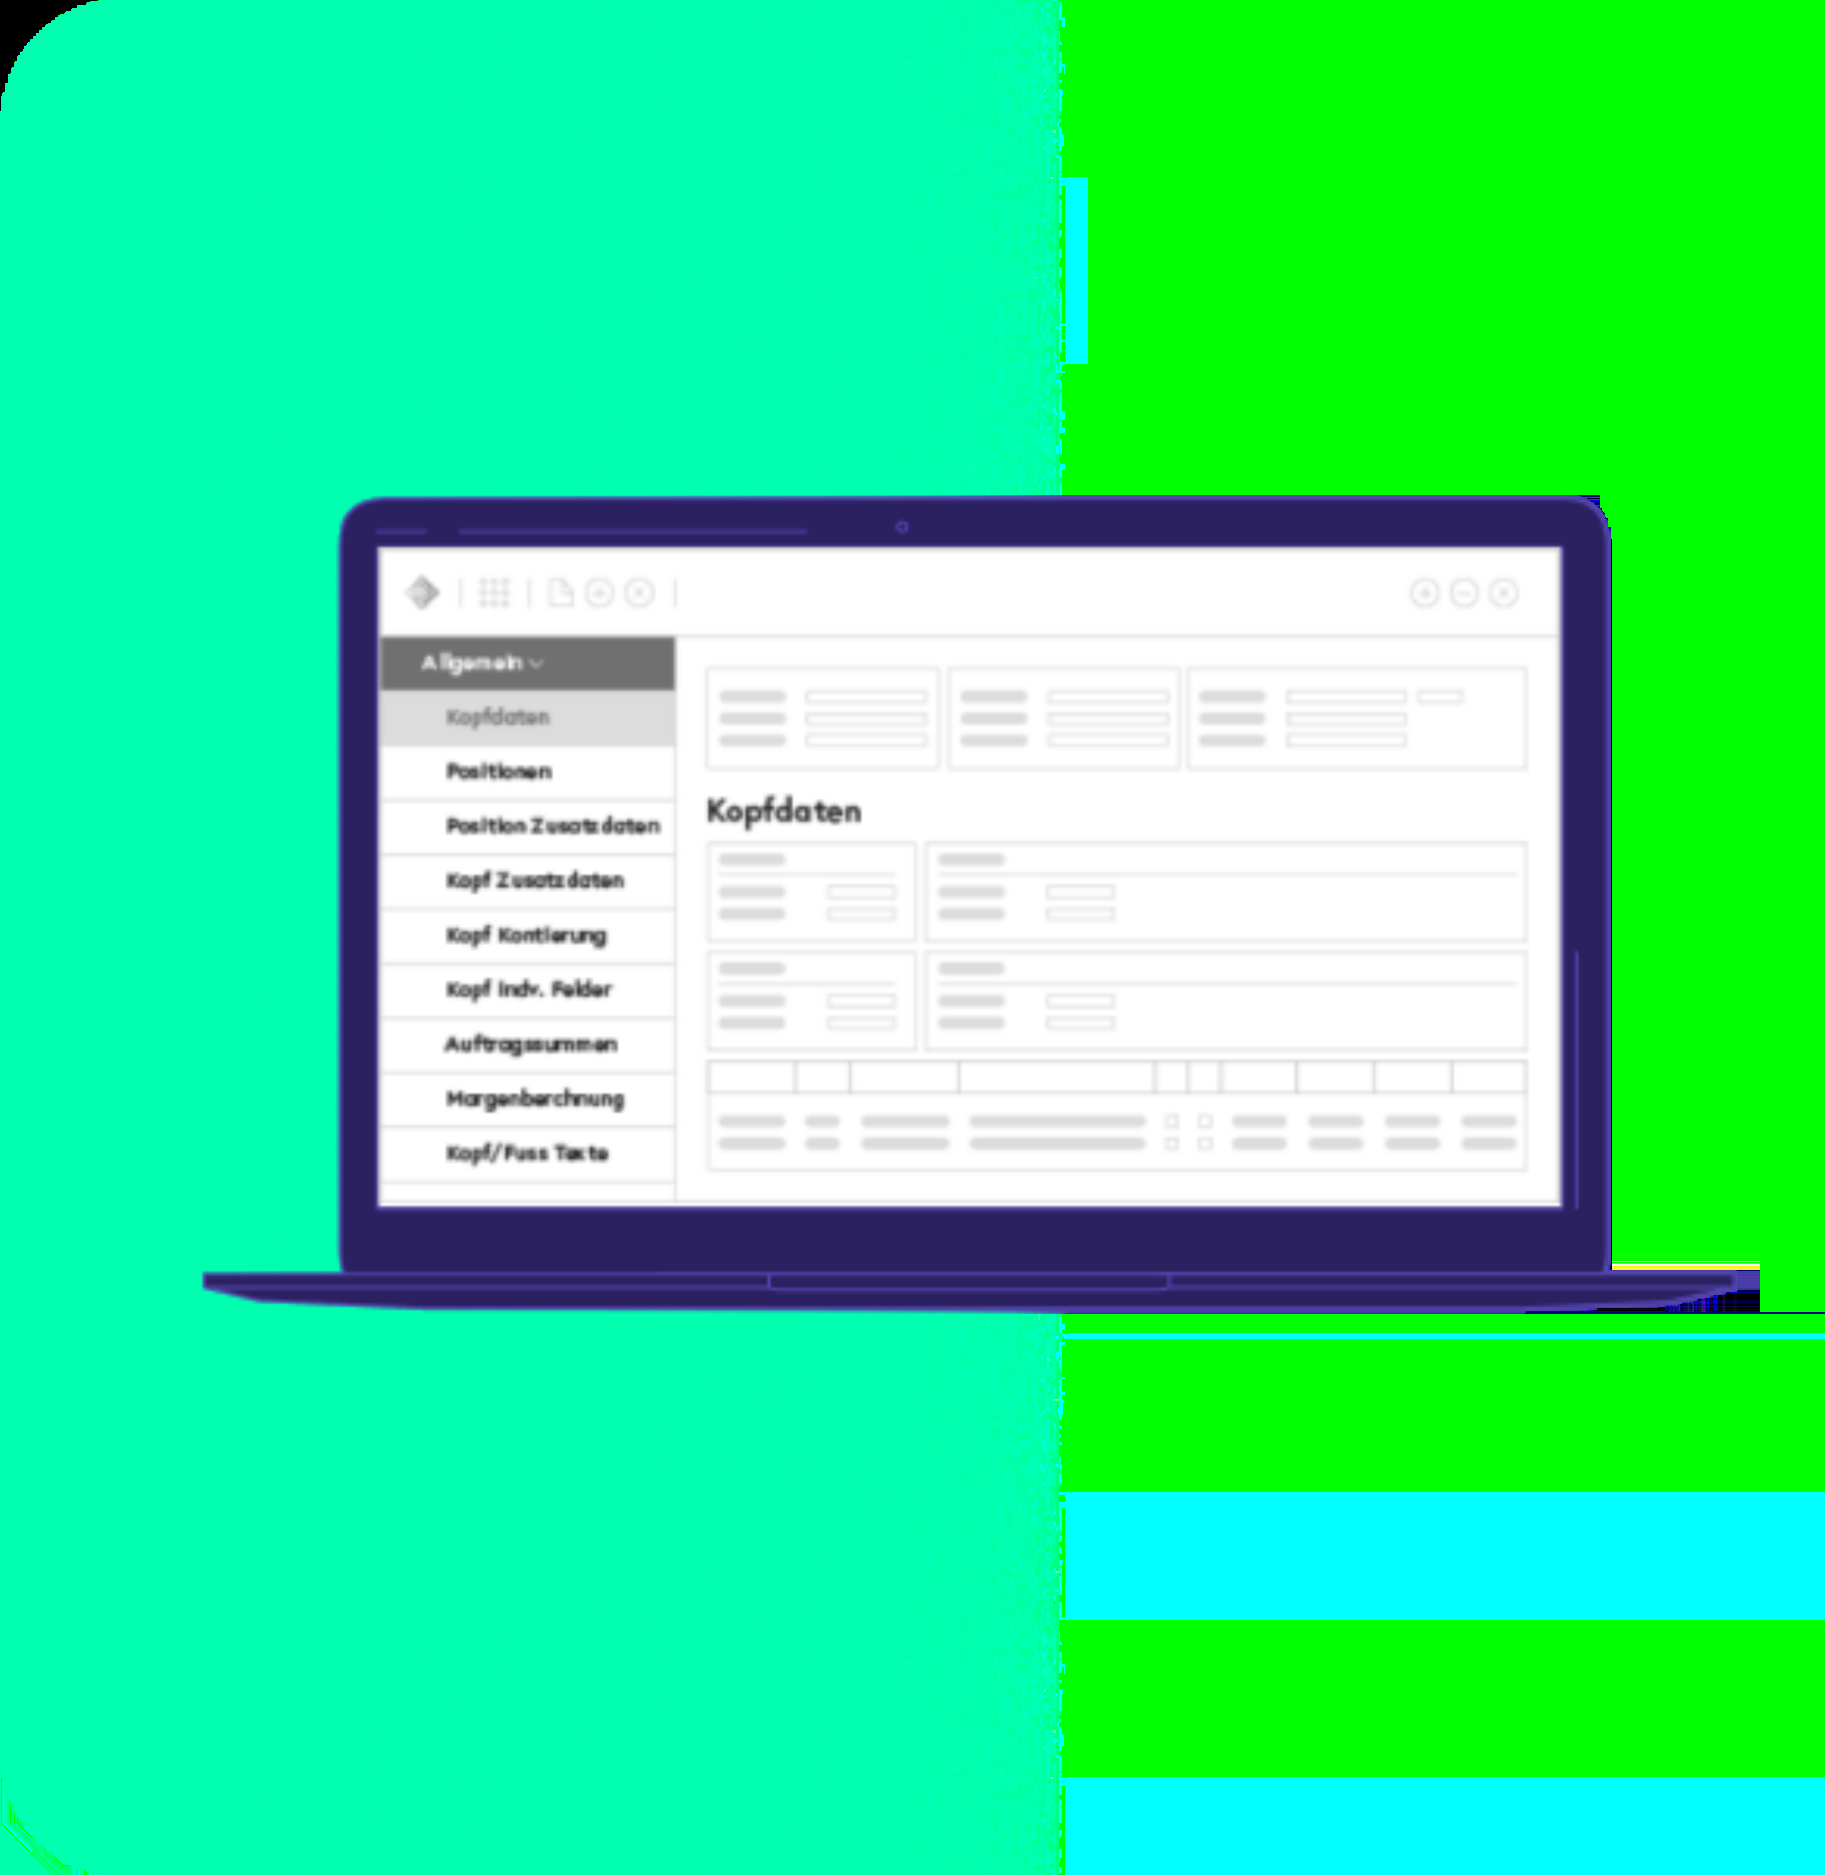 Allgemein
Kopfdaten
Positionen
Position Zusatzdaten
Kopf Zusatzdaten
Kopf Kontierung
Kopf Indv. Felder
Auftragssummen
Margenberchnung
Kopf/Fuss Texte
Kopfdaten